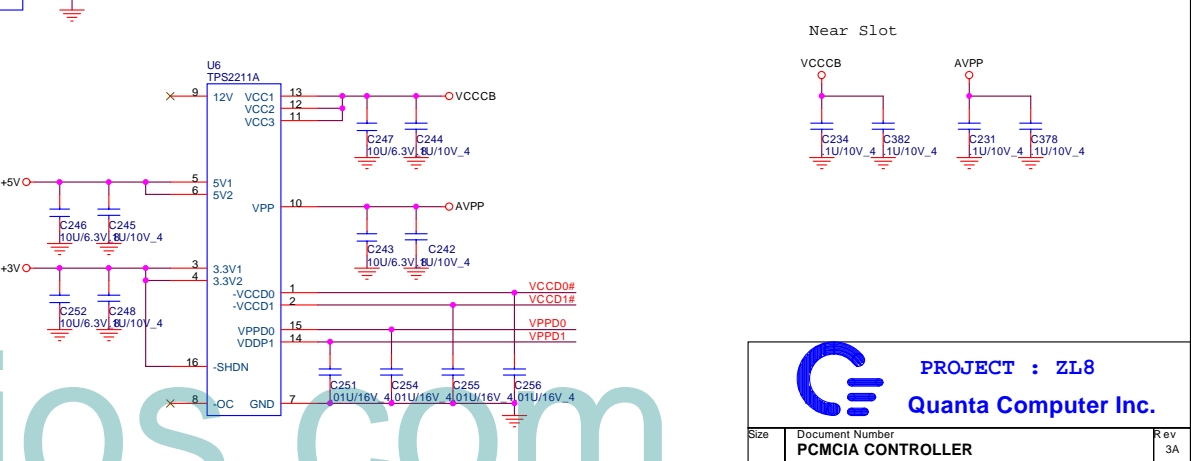 Near Slot
VCCCB
AVPP
C234
.1U/10V_4
C382
.1U/10V_4
C231
.1U/10V_4
C378
.1U/10V_4
U6
TPS2211A
9 12V
VCC1 13
VCC2 12
VCC3 11
VCCCB
C247
10U/6.3V_8
C244
.1U/10V_4
+5V
5 5V1
6 5V2
VPP 10
AVPP
C246
10U/6.3V_8
C245
.1U/10V_4
C243
10U/6.3V_8
C242
.1U/10V_4
+3V
3 3.3V1
4 3.3V2
-VCCD0 1
VCCD0#
-VCCD1 2
VCCD1#
C252
10U/6.3V_8
C248
.1U/10V_4
VPPD0 15
VPPD0
VDDP1 14
VPPD1
16 -SHDN
C251
.01U/16V_4
C254
.01U/16V_4
C255
.01U/16V_4
C256
.01U/16V_4
8 -OC
GND 7
ios.com
PROJECT : ZL8
Quanta Computer Inc.
Size
Document Number
Rev
PCMCIA CONTROLLER
3A